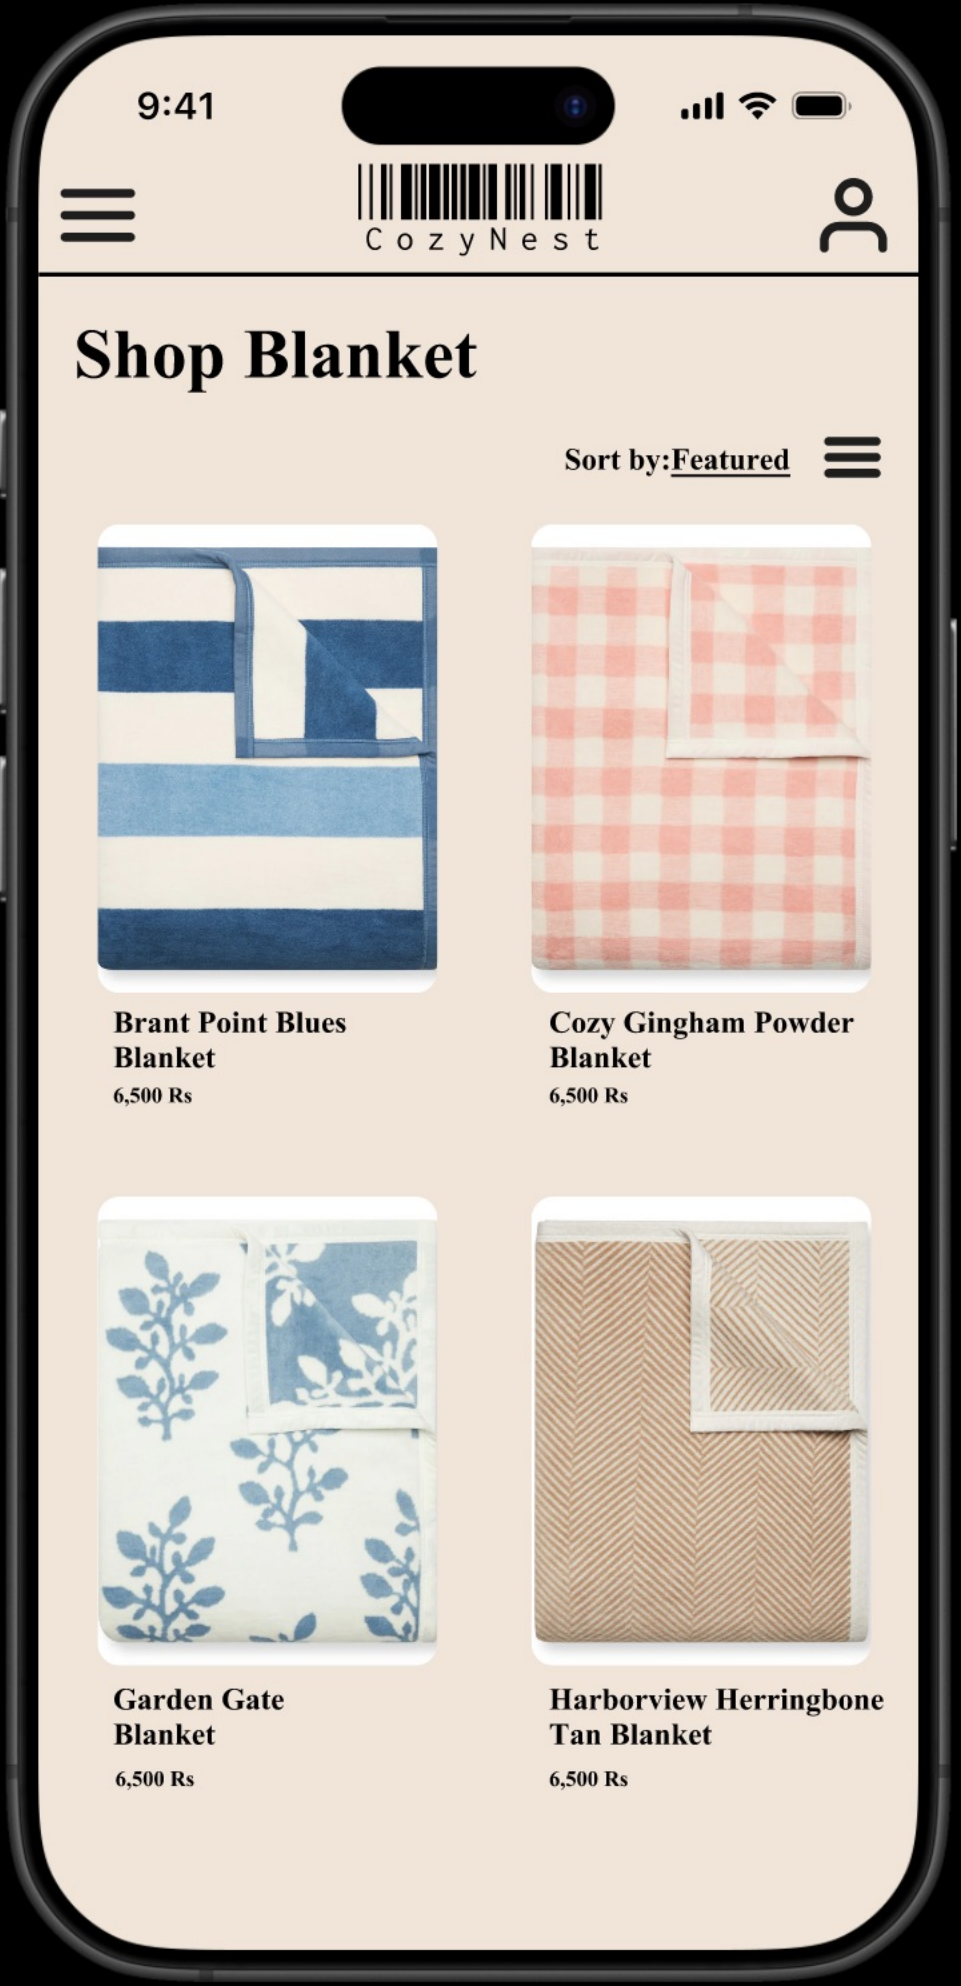 9:41
CozyNest
Shop Blanket
Sort by:Featured
Brant Point Blues
Blanket
6,500 Rs
Cozy Gingham Powder
Blanket
6,500 Rs
Garden Gate
Blanket
6,500 Rs
Harborview Herringbone
Tan Blanket
6,500 Rs